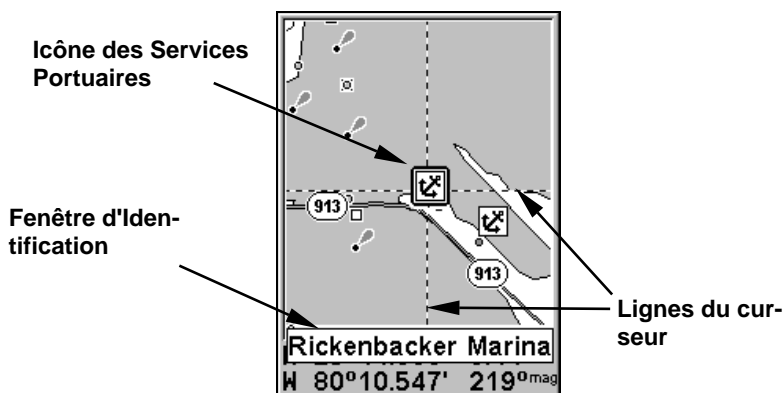 Icône des Services
Portuaires
913
Fenêtre d'Iden-
tification
913
Lignes du cur-
seur
Rickenbacker Marina
W 80º10.547' 219ºmag